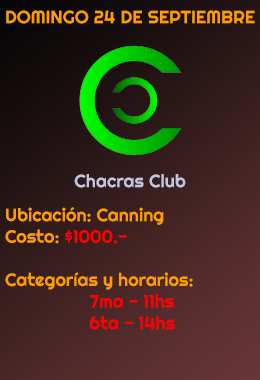 DOMINGO 24 DE SEPTIEMBRE
Chacras Club
Ubicación: Canning
Costo: $1000.-
Categorías y horarios:
7ma - 11hs
6ta - 14hs